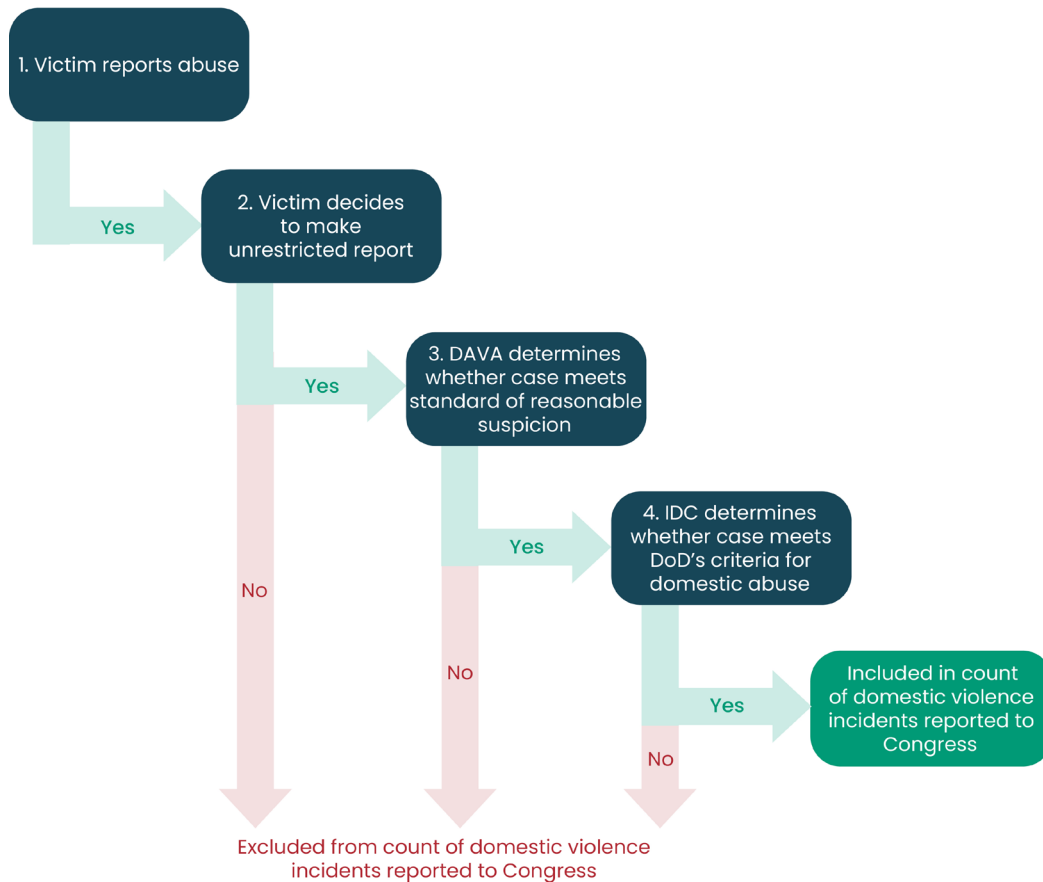 1. Victim reports abuse
Yes
2. Victim decides
to make
unrestricted report
Yes
No
3. DAVA determines
whether case meets
standard of reasonable
suspicion
Yes
No
4. IDC determines
whether case meets
DoD's criteria for
domestic abuse
Yes
No
Included in count
of domestic violence
incidents reported to
Congress
Excluded from count of domestic violence
incidents reported to Congress